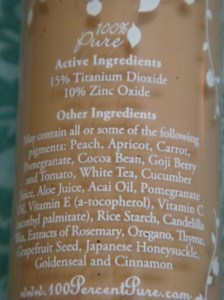 100%
Pure
Active Ingredients
15% Titanium Dioxide
10% Zinc Oxide
Other Ingredients
May contain all or some of the following
pigments: Peach, Apricot, Carrot,
Pomegranate, Cocoa Bean, Goji Berry
and Tomato, White Tea, Cucumber
Juice, Aloe Juice, Acai Oil, Pomegranate
Oil, Vitamin E (a-tocopherol), Vitamin C
(ascorbyl palmitate), Rice Starch, Candelilla
Wax, Extracts of Rosemary, Oregano, Thyme,
Grapefruit Seed, Japanese Honeysuckle,
Goldenseal and Cinnamon
www.100PercentPure.com